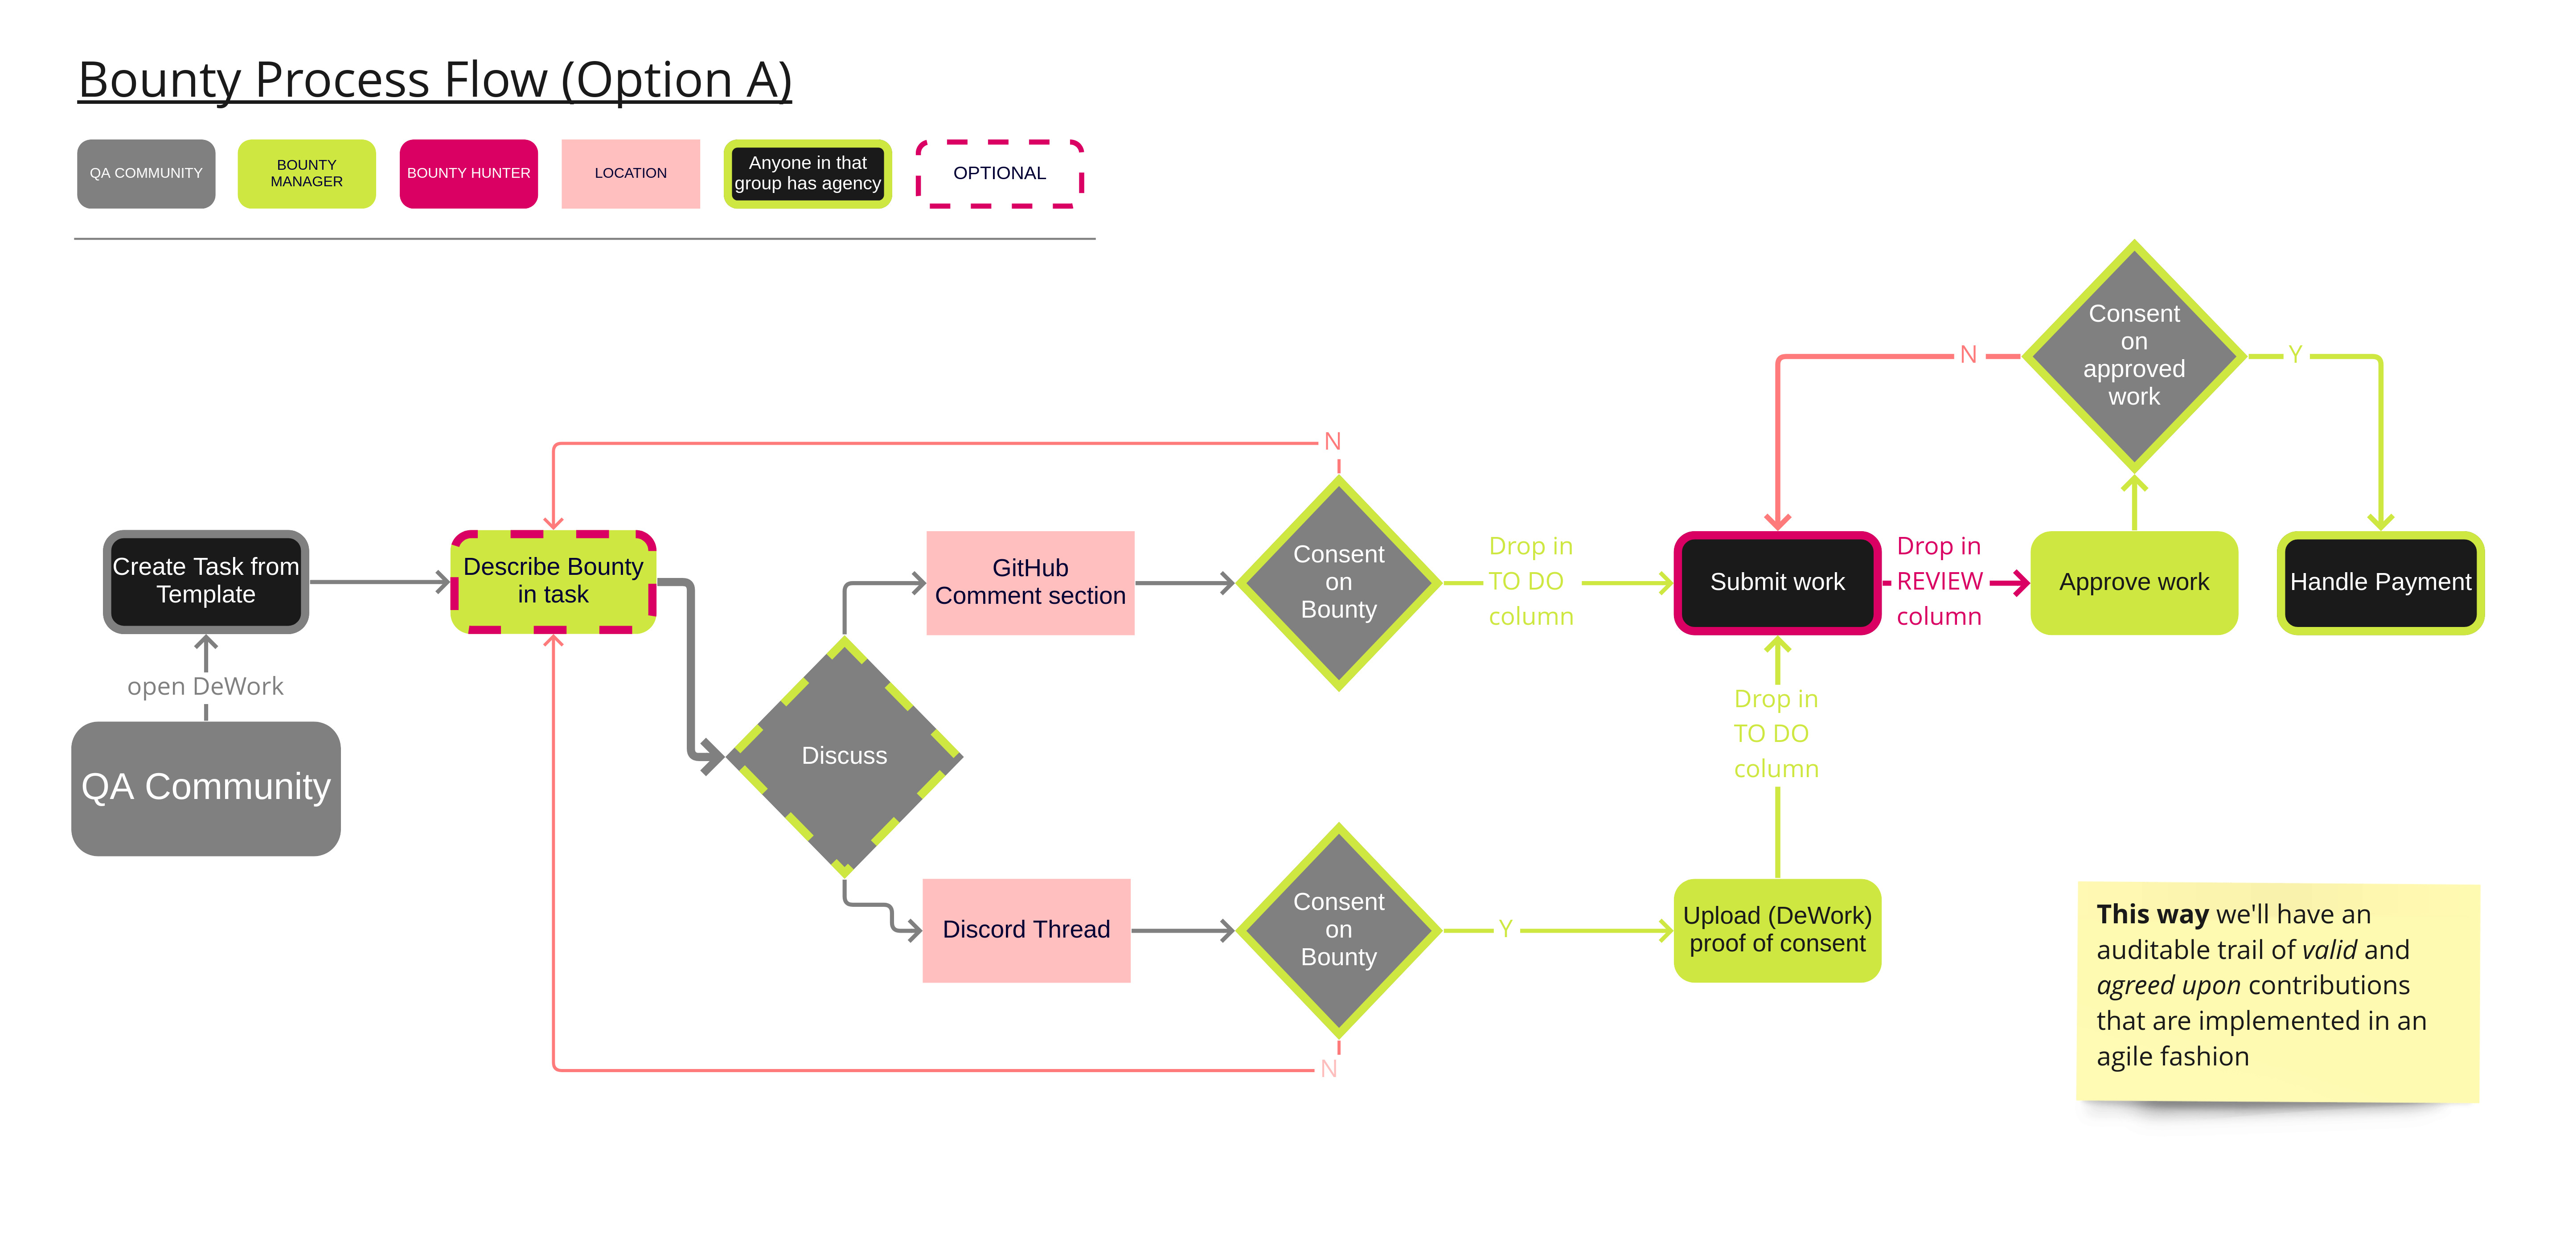 Bounty Process Flow (Option A)
QA COMMUNITY
BOUNTY
MANAGER
BOUNTY HUNTER
LOCATION
Anyone in that
group has agency
OPTIONAL
Consent
on
approved
work
N
Y
N
Create Task from
Template
Describe Bounty
in task
GitHub
Comment section
Consent
on
Bounty
Drop in
TO DO
column
Submit work
Drop in
REVIEW
column
Approve work
Handle Payment
open DeWork
QA Community
Discuss
Drop in
TO DO
column
Discord Thread
Consent
on
Bounty
Y
Upload (DeWork)
proof of consent
N
This way we'll have an
auditable trail of valid and
agreed upon contributions
that are implemented in an
agile fashion